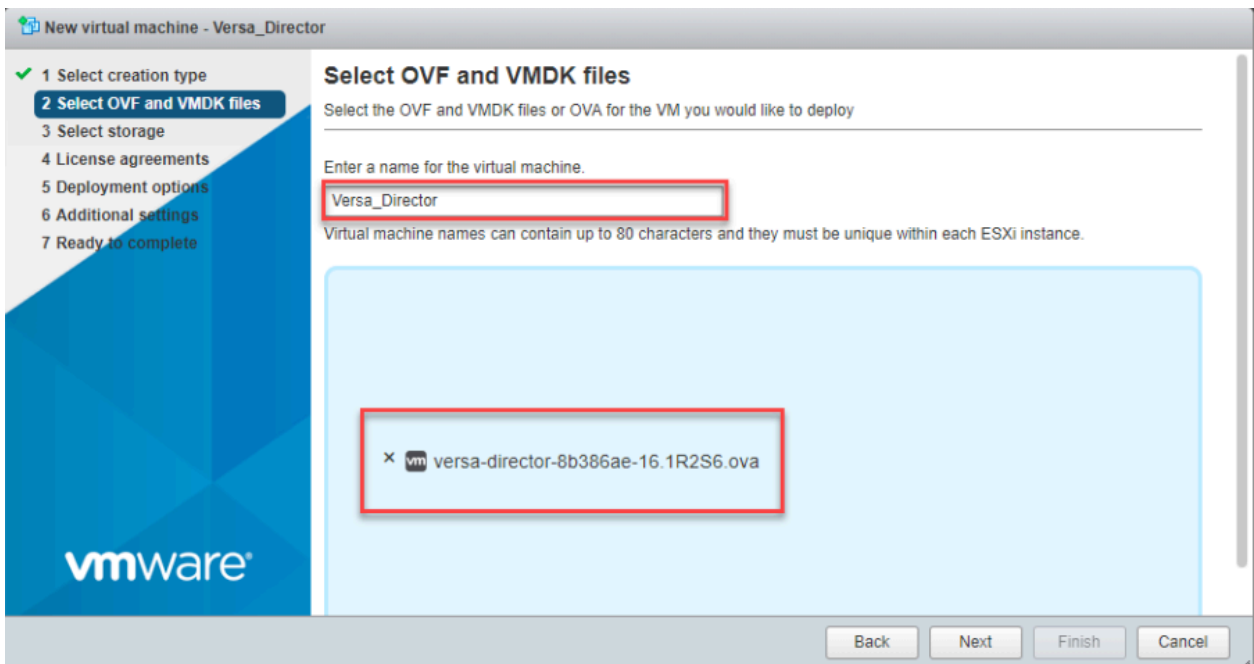 New virtual machine - Versa_Director
1 Select creation type
2 Select OVF and VMDK files
3 Select storage
4 License agreements
5 Deployment options
6 Additional settings
7 Ready to complete
vmware®
Select OVF and VMDK files
Select the OVF and VMDK files or OVA for the VM you would like to deploy
Enter a name for the virtual machine.
Versa_Director
Virtual machine names can contain up to 80 characters and they must be unique within each ESXi instance.
× vm versa-director-8b386ae-16.1R2S6.ova
Back Next Finish Cancel